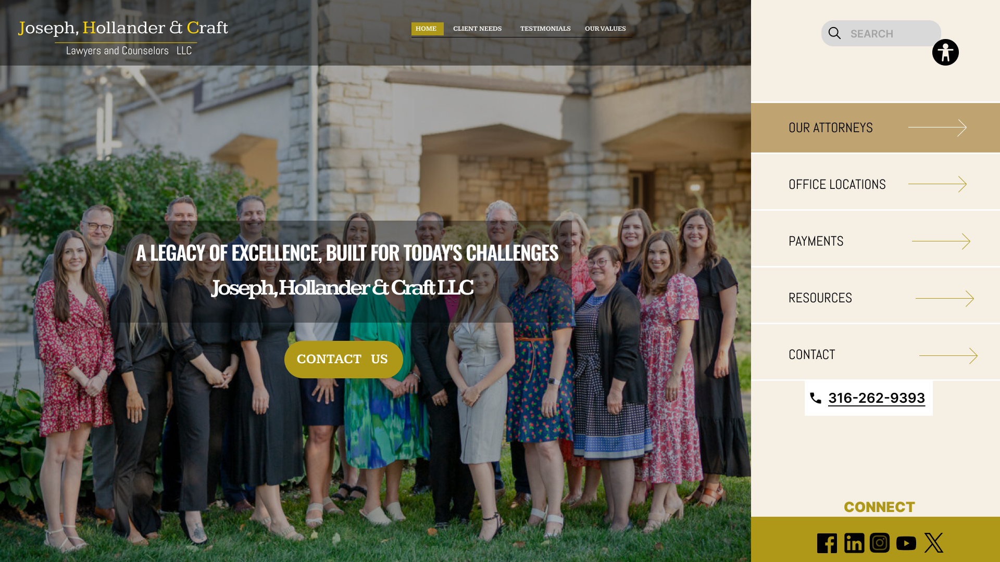 Joseph, Hollander & Craft
Lawyers and Counselors LLC
HOME CLIENT NEEDS TESTIMONIALS OUR VALUES
SEARCH
OUR ATTORNEYS
OFFICE LOCATIONS
PAYMENTS
RESOURCES
CONTACT
316-262-9393
A LEGACY OF EXCELLENCE, BUILT FOR TODAY'S CHALLENGES
Joseph, Hollander & Craft LLC
CONTACT US
CONNECT